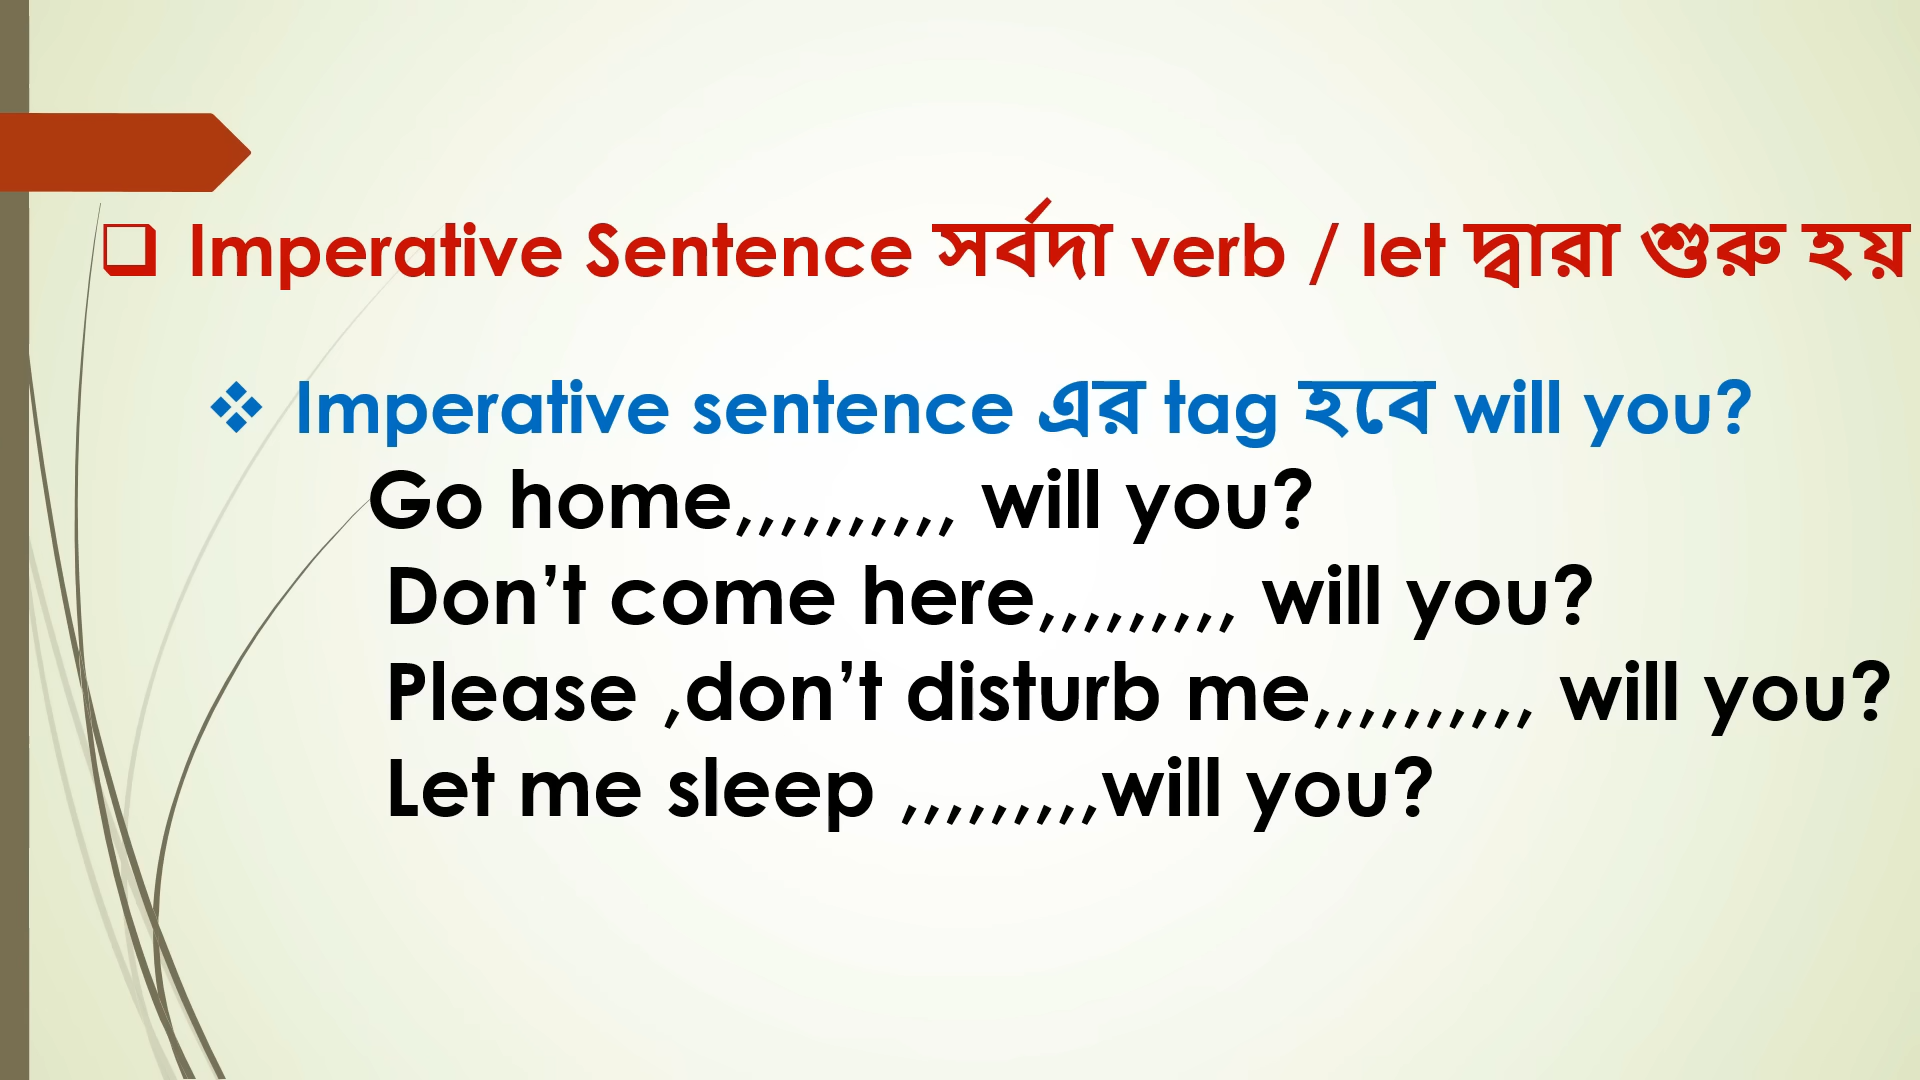 ❑ Imperative Sentence সর্বদা verb / let দ্বারা শুরু হয়
❖ Imperative sentence এর tag হবে will you?
Go home,,,,,,,,,, will you?
Don’t come here,,,,,,,,, will you?
Please ,don’t disturb me,,,,,,,,,, will you?
Let me sleep ,,,,,,,,,will you?